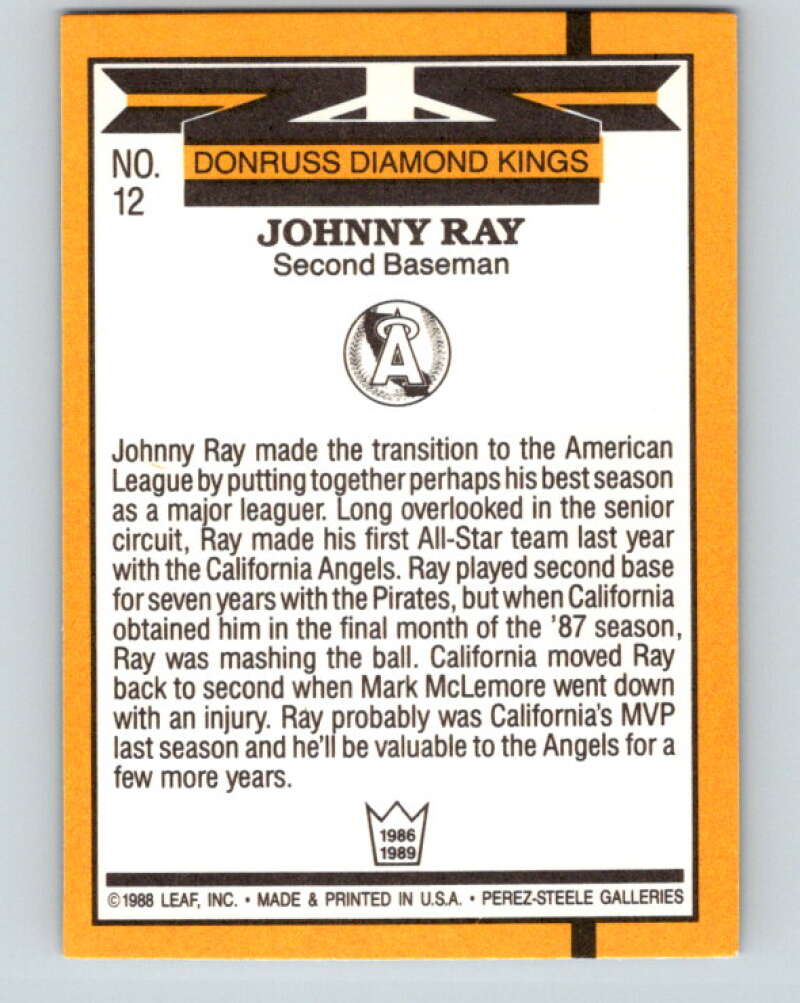 NO.
12
DONRUSS DIAMOND KINGS
JOHNNY RAY
Second Baseman
A
Johnny Ray made the transition to the American
League by putting together perhaps his best season
as a major leaguer. Long overlooked in the senior
circuit, Ray made his first All-Star team last year
with the California Angels. Ray played second base
for seven years with the Pirates, but when California
obtained him in the final month of the '87 season,
Ray was mashing the ball. California moved Ray
back to second when Mark McLemore went down
with an injury. Ray probably was California's MVP
last season and he'll be valuable to the Angels for a
few more years.
1986
1989
©1988 LEAF, INC. • MADE & PRINTED IN U.S.A. • PEREZ-STEELE GALLERIES